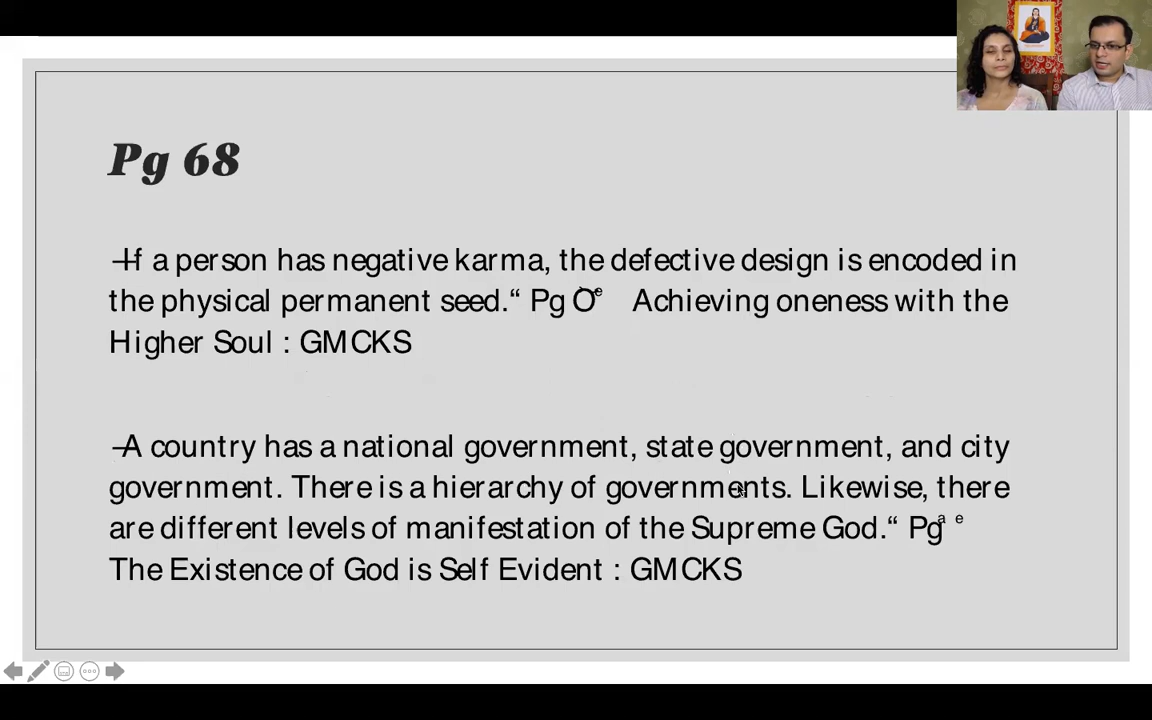 Pg 68
If a person has negative karma, the defective design is encoded in
the physical permanent seed.“ Pg Achieving oneness with the
Higher Soul : GMCKS
A country has a national government, state government, and city
government. There is a hierarchy of governments. Likewise, there
are different levels of manifestation of the Supreme God.“ Pg
The Existence of God is Self Evident : GMCKS